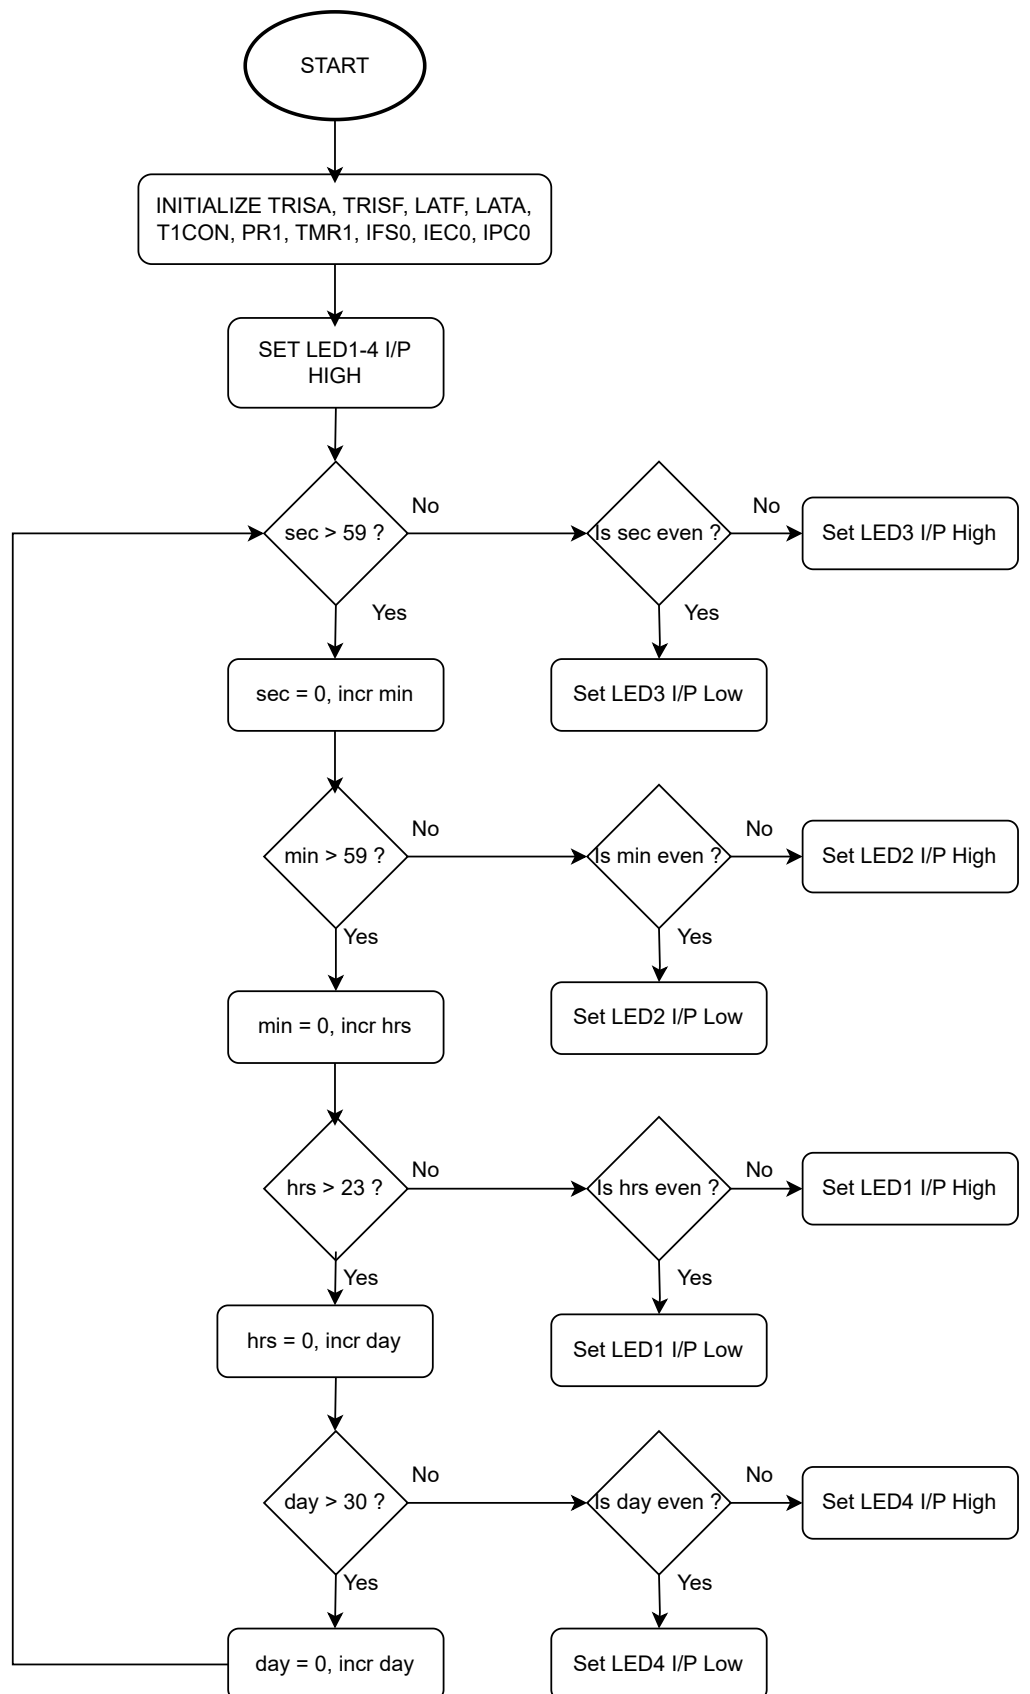 START
INITIALIZE TRISA, TRISF, LATF, LATA,
T1CON, PR1, TMR1, IFS0, IEC0, IPC0
SET LED1-4 I/P
HIGH
sec > 59 ?
No
Is sec even ?
No
Set LED3 I/P High
Yes
Yes
sec = 0, incr min
Set LED3 I/P Low
min > 59 ?
No
Is min even ?
No
Set LED2 I/P High
Yes
Yes
min = 0, incr hrs
Set LED2 I/P Low
hrs > 23 ?
No
Is hrs even ?
No
Set LED1 I/P High
Yes
Yes
hrs = 0, incr day
Set LED1 I/P Low
day > 30 ?
No
Is day even ?
No
Set LED4 I/P High
Yes
Yes
day = 0, incr day
Set LED4 I/P Low